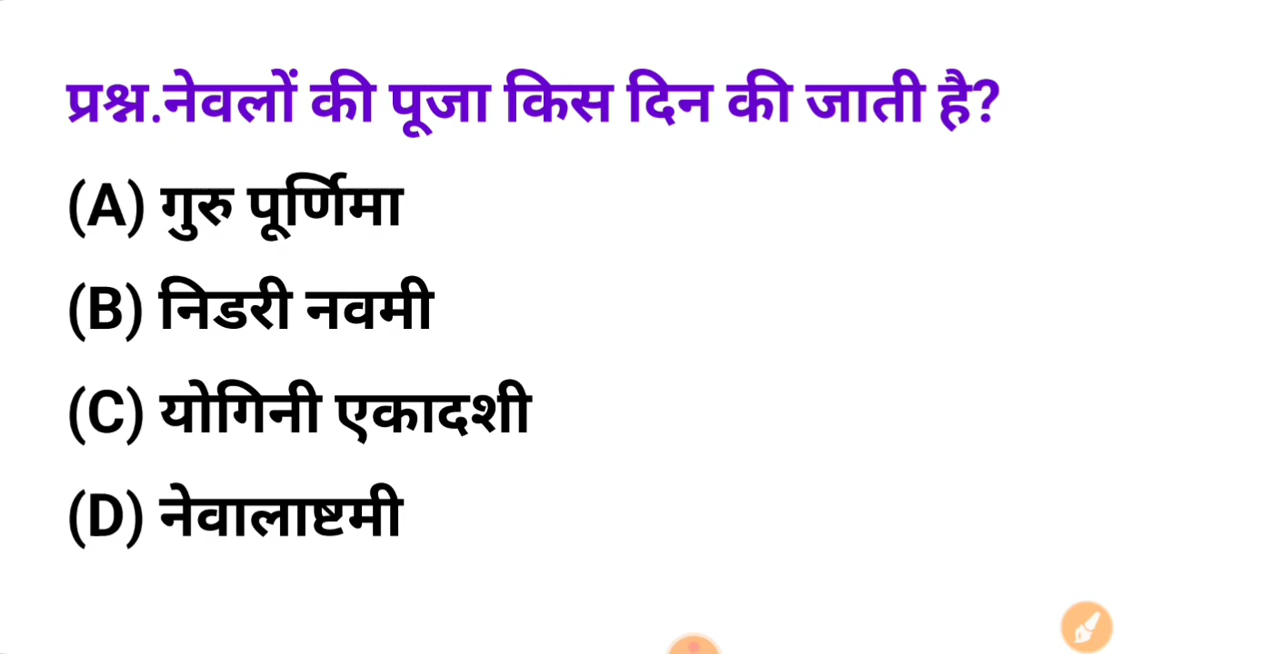 प्रश्न.नेवलों की पूजा किस दिन की जाती है?
(A) गुरु पूर्णिमा
(B) निडरी नवमी
(C) योगिनी एकादशी
(D) नेवालाष्टमी